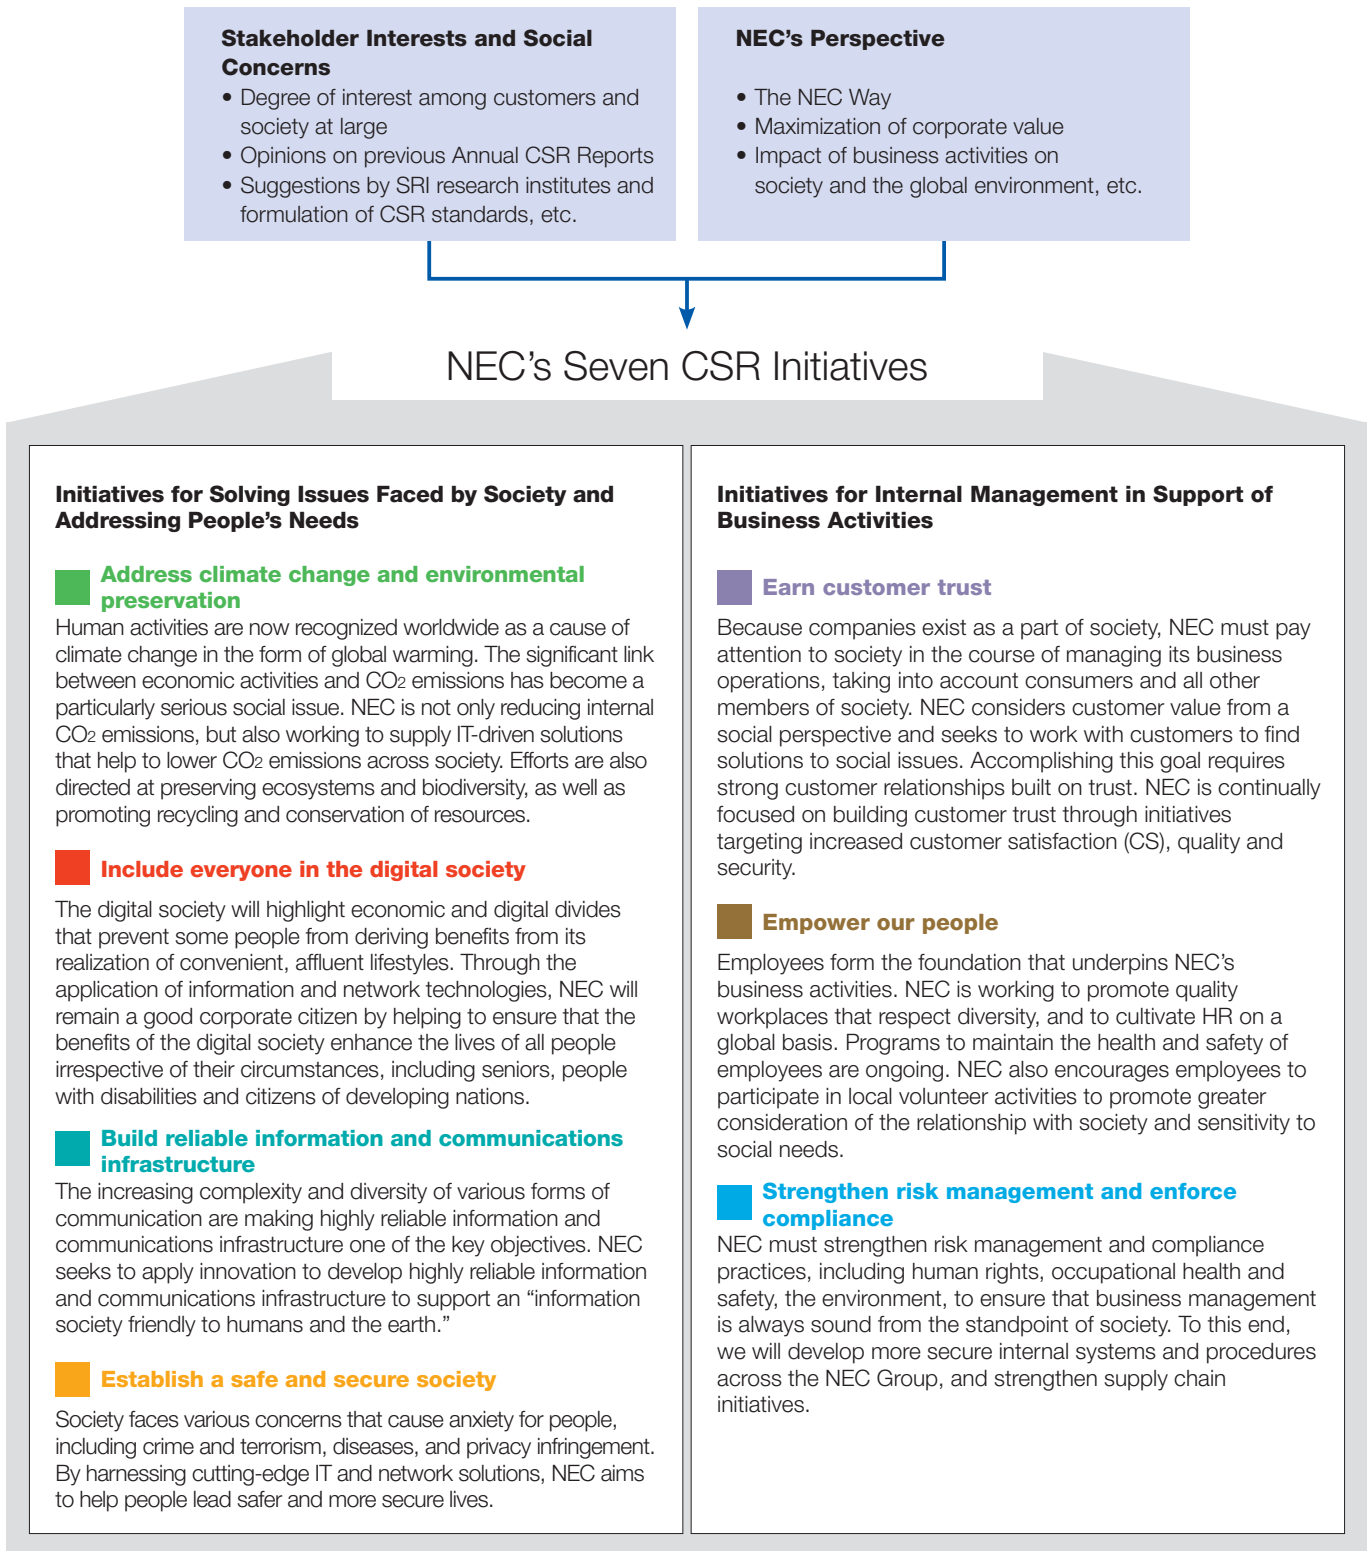 Stakeholder Interests and Social
Concerns
• Degree of interest among customers and
society at large
• Opinions on previous Annual CSR Reports
• Suggestions by SRI research institutes and
formulation of CSR standards, etc.
NEC’s Perspective
• The NEC Way
• Maximization of corporate value
• Impact of business activities on
society and the global environment, etc.
NEC’s Seven CSR Initiatives
Initiatives for Solving Issues Faced by Society and
Addressing People’s Needs
Address climate change and environmental
preservation
Human activities are now recognized worldwide as a cause of
climate change in the form of global warming. The significant link
between economic activities and CO2 emissions has become a
particularly serious social issue. NEC is not only reducing internal
CO2 emissions, but also working to supply IT-driven solutions
that help to lower CO2 emissions across society. Efforts are also
directed at preserving ecosystems and biodiversity, as well as
promoting recycling and conservation of resources.
Include everyone in the digital society
The digital society will highlight economic and digital divides
that prevent some people from deriving benefits from its
realization of convenient, affluent lifestyles. Through the
application of information and network technologies, NEC will
remain a good corporate citizen by helping to ensure that the
benefits of the digital society enhance the lives of all people
irrespective of their circumstances, including seniors, people
with disabilities and citizens of developing nations.
Build reliable information and communications
infrastructure
The increasing complexity and diversity of various forms of
communication are making highly reliable information and
communications infrastructure one of the key objectives. NEC
seeks to apply innovation to develop highly reliable information
and communications infrastructure to support an “information
society friendly to humans and the earth.”
Establish a safe and secure society
Society faces various concerns that cause anxiety for people,
including crime and terrorism, diseases, and privacy infringement.
By harnessing cutting-edge IT and network solutions, NEC aims
to help people lead safer and more secure lives.
Initiatives for Internal Management in Support of
Business Activities
Earn customer trust
Because companies exist as a part of society, NEC must pay
attention to society in the course of managing its business
operations, taking into account consumers and all other
members of society. NEC considers customer value from a
social perspective and seeks to work with customers to find
solutions to social issues. Accomplishing this goal requires
strong customer relationships built on trust. NEC is continually
focused on building customer trust through initiatives
targeting increased customer satisfaction (CS), quality and
security.
Empower our people
Employees form the foundation that underpins NEC’s
business activities. NEC is working to promote quality
workplaces that respect diversity, and to cultivate HR on a
global basis. Programs to maintain the health and safety of
employees are ongoing. NEC also encourages employees to
participate in local volunteer activities to promote greater
consideration of the relationship with society and sensitivity to
social needs.
Strengthen risk management and enforce
compliance
NEC must strengthen risk management and compliance
practices, including human rights, occupational health and
safety, the environment, to ensure that business management
is always sound from the standpoint of society. To this end,
we will develop more secure internal systems and procedures
across the NEC Group, and strengthen supply chain
initiatives.